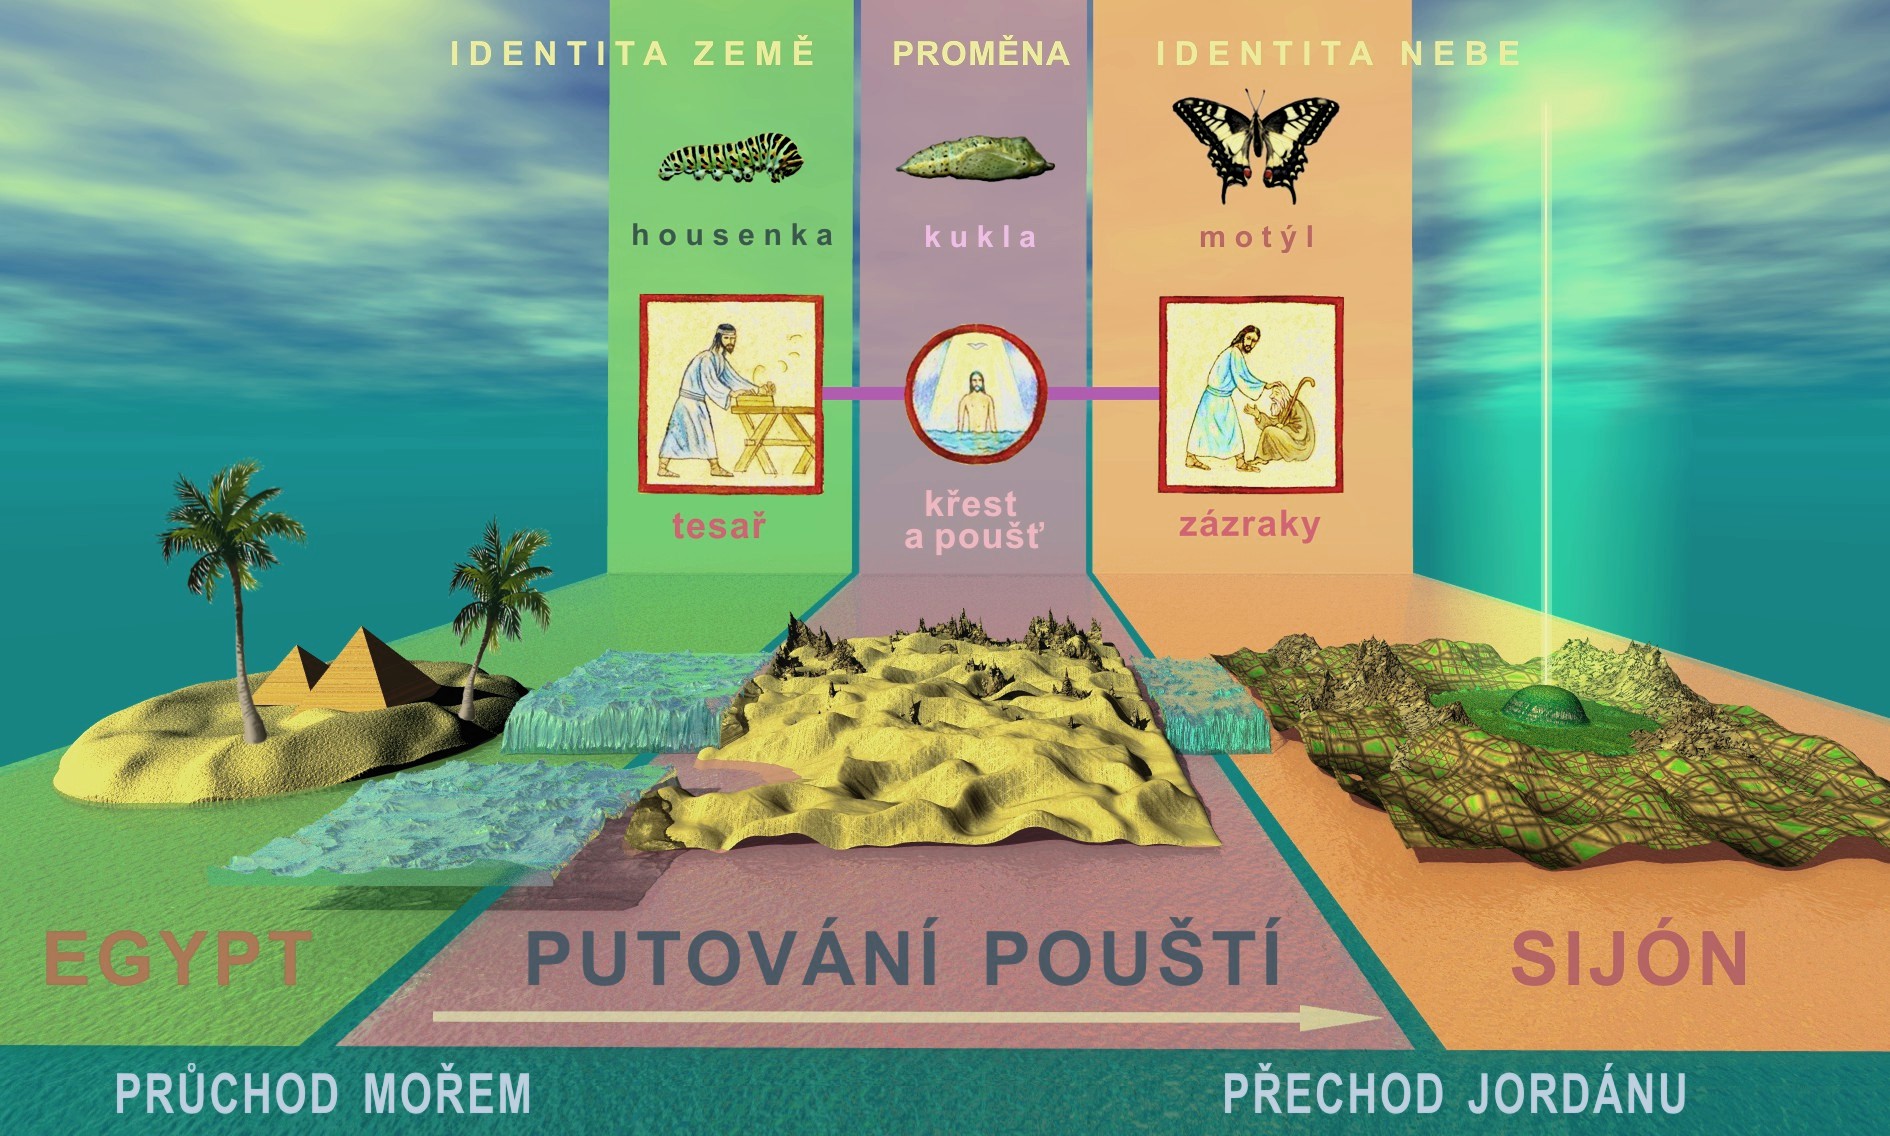 IDENTITA ZEMĚ
PROMĚNA
IDENTITA NEBE
housenka
kukla
motýl
tesař
křest
a poušť
zázraky
EGYPT
PUTOVÁNÍ POUŠTÍ
SIJÓN
PRŮCHOD MOŘEM
PŘECHOD JORDÁNU